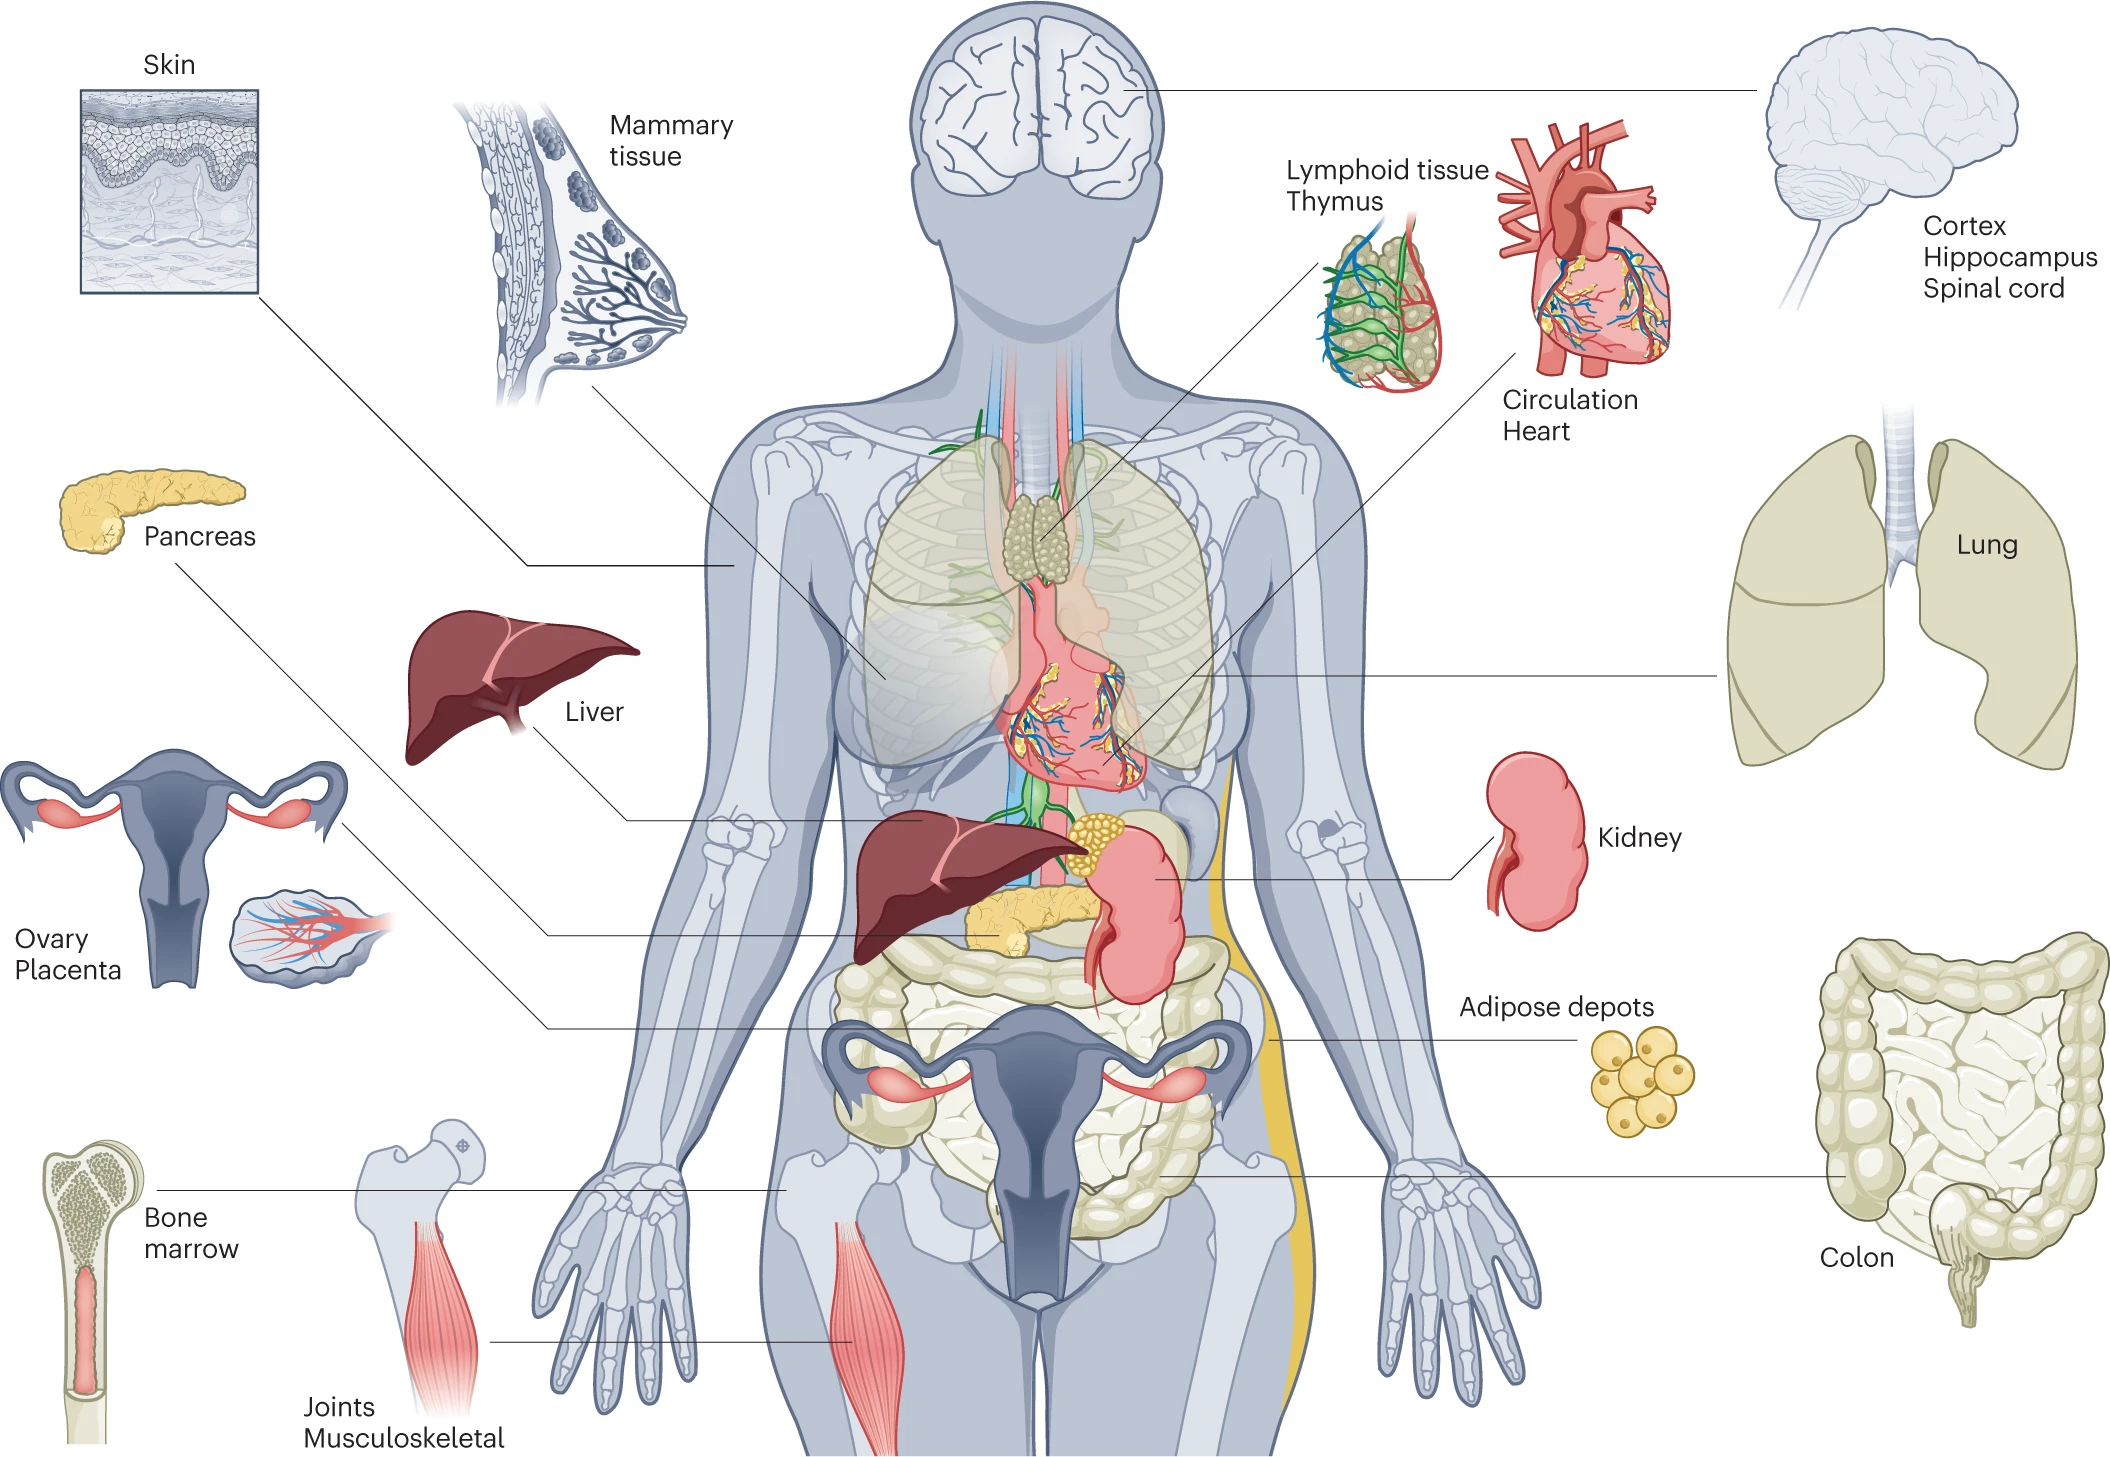 Skin
Mammary
tissue
Lymphoid tissue
Thymus
Cortex
Hippocampus
Spinal cord
Circulation
Heart
Pancreas
Lung
Liver
Kidney
Ovary
Placenta
Adipose depots
Bone
marrow
Colon
Joints
Musculoskeletal